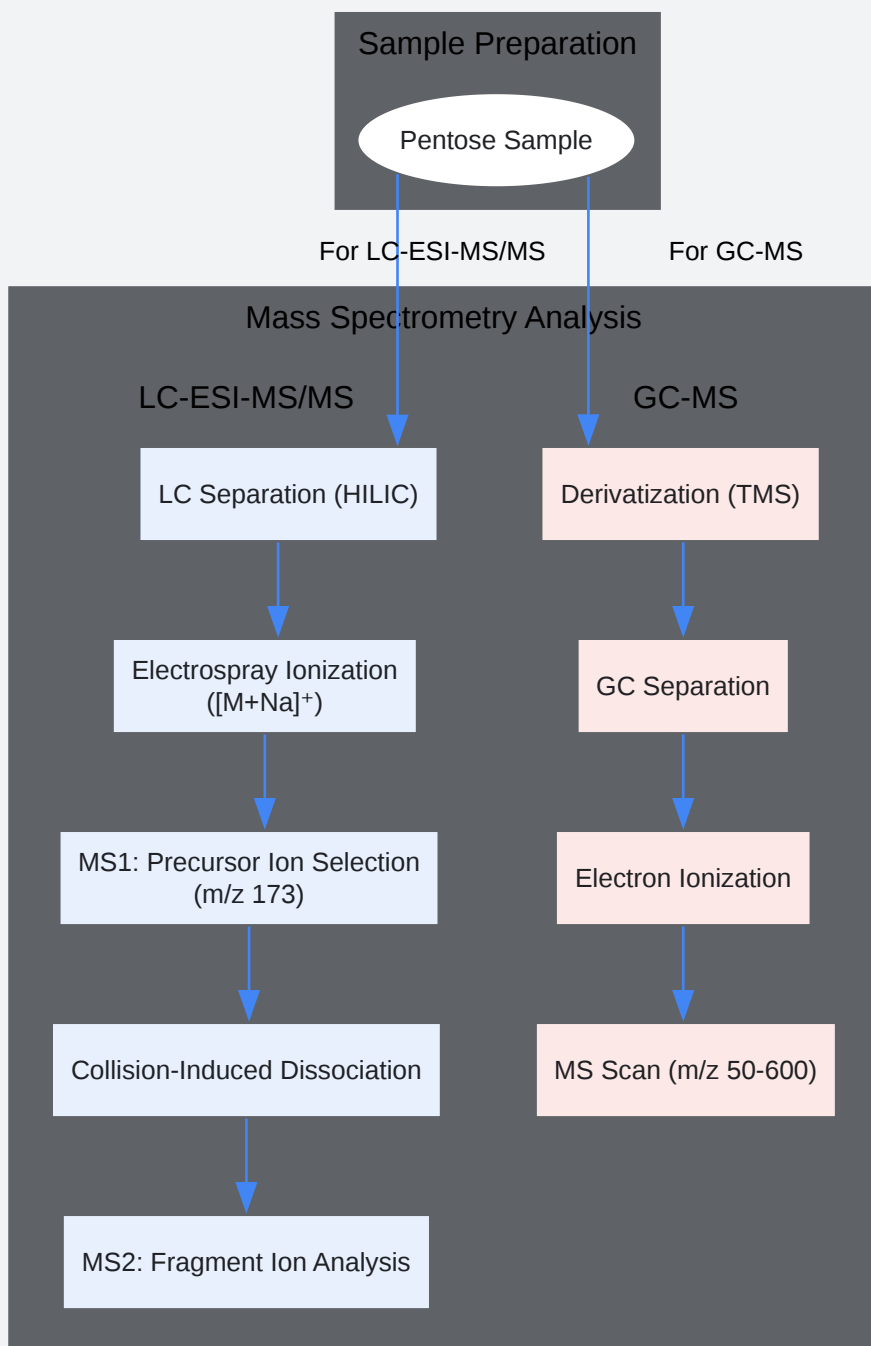 Sample Preparation
Pentose Sample
For LC-ESI-MS/MS
For GC-MS
Mass Spectrometry Analysis
LC-ESI-MS/MS
GC-MS
LC Separation (HILIC)
Derivatization (TMS)
Electrospray Ionization
([M+Na]⁺)
GC Separation
MS1: Precursor Ion Selection
(m/z 173)
Electron Ionization
Collision-Induced Dissociation
MS Scan (m/z 50-600)
MS2: Fragment Ion Analysis